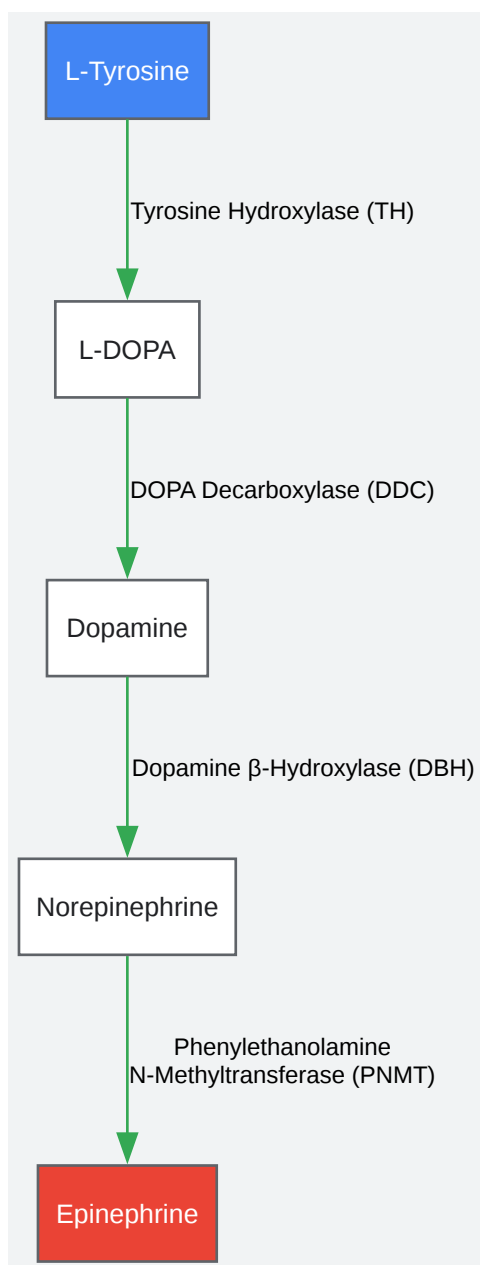 L-Tyrosine
Tyrosine Hydroxylase (TH)
L-DOPA
DOPA Decarboxylase (DDC)
Dopamine
Dopamine β-Hydroxylase (DBH)
Norepinephrine
Phenylethanolamine
N-Methyltransferase (PNMT)
Epinephrine